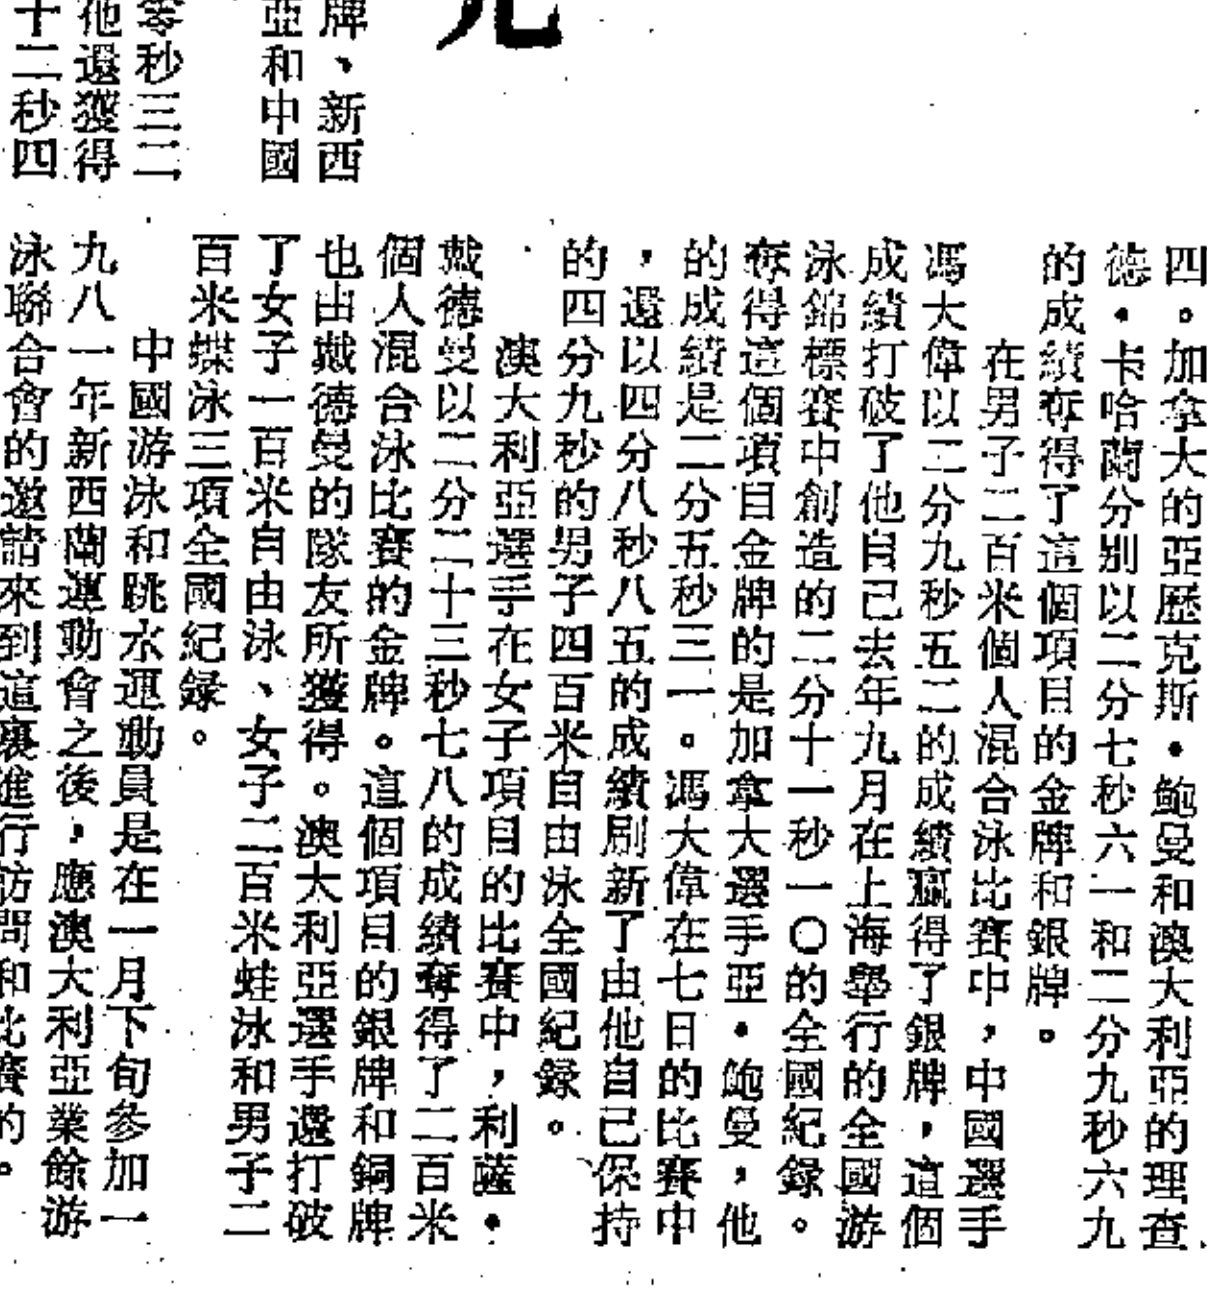 牌、新西
亞和中國
零秒三二
他還獲得
十二秒四
四。加拿大的亞歷克斯·鮑曼和澳大利亞的理查
德·卡哈蘭分别以二分七秒六一和二分九秒六九
的成績奪得了這個項目的金牌和銀牌。
在男子二百米個人混合泳比賽中，中國選手
馮大偉以二分九秒五二的成績贏得了銀牌，這個
成績打破了他自己去年九月在上海舉行的全國游
泳錦標賽中創造的二分十一秒一〇的全國紀録。
奪得這個項目金牌的是加拿大選手亞·鮑曼，他
的成績是二分五秒三一。馮大偉在七日的比賽中
，還以四分八秒八五的成績刷新了由他自己保持
的四分九秒的男子四百米自由泳全國紀録。
澳大利亞選手在女子項目的比賽中，利薩·
戴德曼以二分二十三秒七八的成績奪得了二百米
個人混合泳比賽的金牌。這個項目的銀牌和銅牌
也由戴德曼的隊友所獲得。澳大利亞選手還打破
了女子一百米自由泳、女子二百米蛙泳和男子二
百米蝶泳三項全國紀録。
中國游泳和跳水運動員是在一月下旬參加一
九八一年新西蘭運動會之後，應澳大利亞業餘游
泳聯合會的邀請來到這裏進行訪問和比賽的。